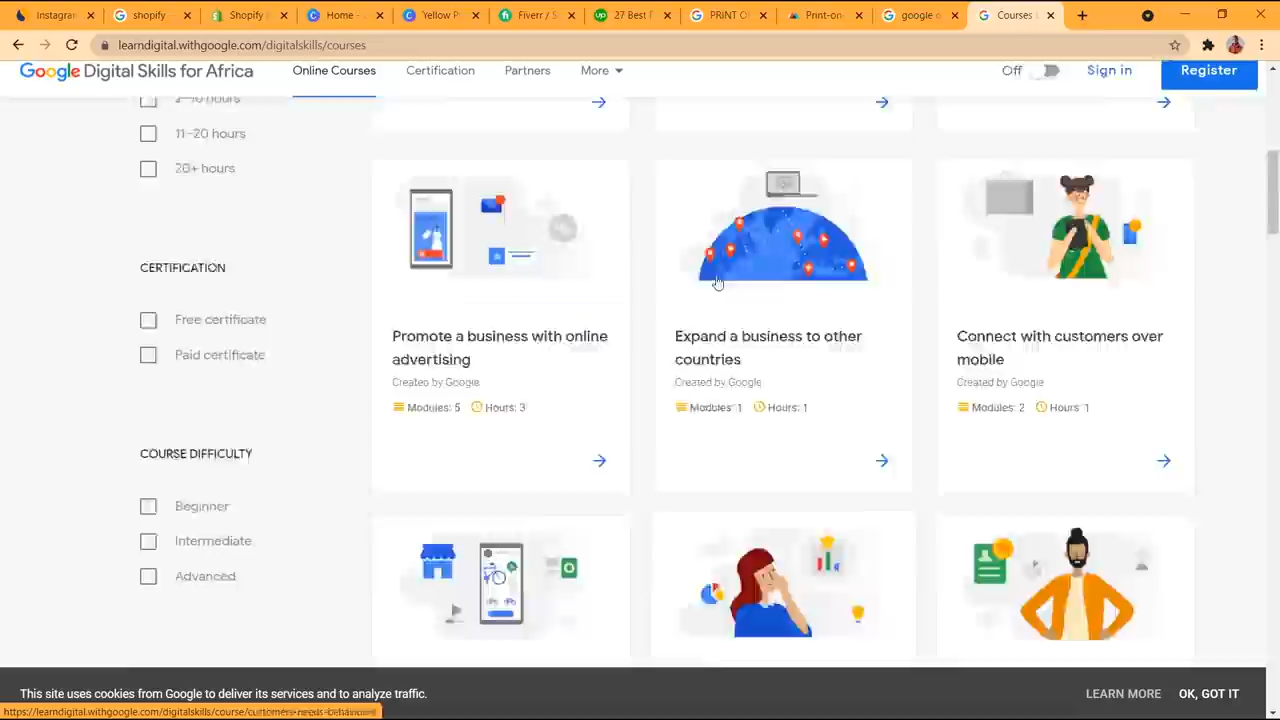 Instagran
shopify
Shopify
Home -
Yellow P
Fiverr / S
27 Best
PRINT O
Print-on
google
Courses
learndigital.withgoogle.com/digitalskills/courses
Google Digital Skills for Africa
Online Courses
Certification
Partners
More
Off
Sign in
Register
hours
11-20 hours
20+ hours
CERTIFICATION
Free certificate
Paid certificate
COURSE DIFFICULTY
Beginner
Intermediate
Advanced
Promote a business with online
advertising
Created by Google
Modules: 5 Hours: 3
Expand a business to other
countries
Created by Google
Modules: 1 Hours: 1
Connect with customers over
mobile
Created by Google
Modules: 2 Hours: 1
This site uses cookies from Google to deliver its services and to analyze traffic.
LEARN MORE
OK, GOT IT